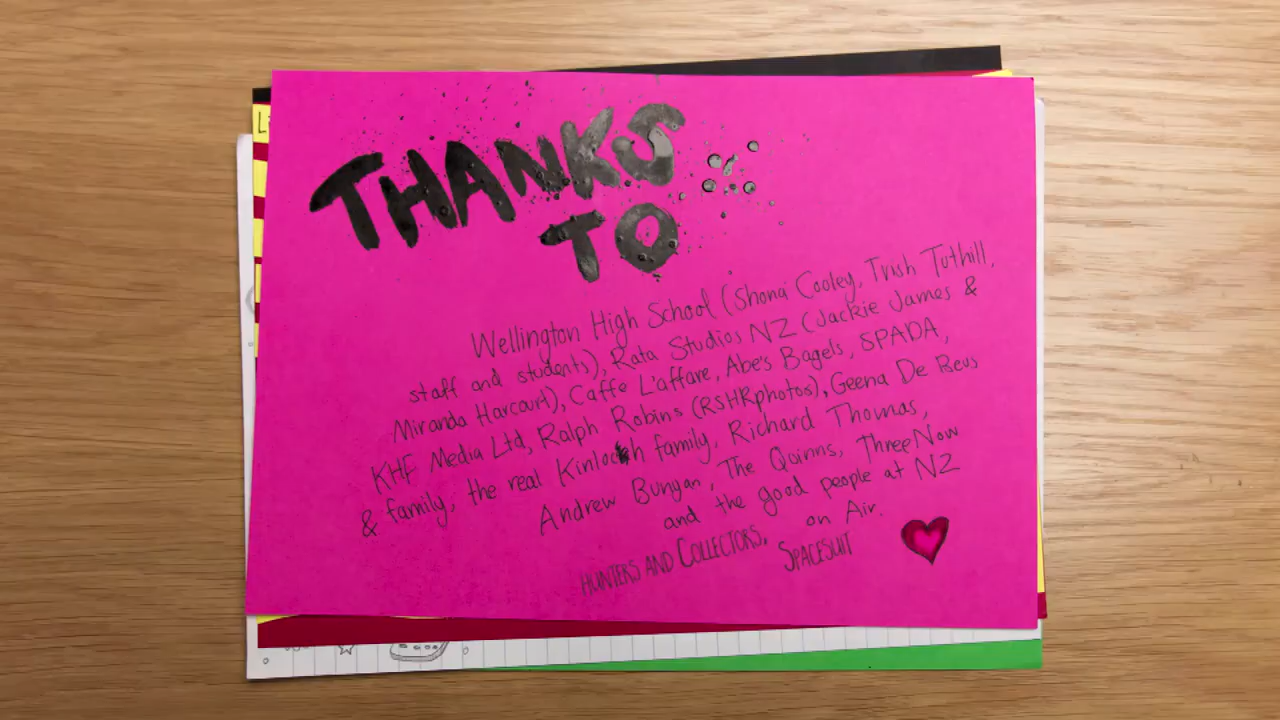 Li
THANKS
TO
Wellington High School (Shona Cooley, Trish Tuthill,
staff and students), Rata Studios NZ (Jackie James &
Miranda Harcourt), Caffe L'affare, Abe's Bagels, SPADA,
KHF Media Ltd, Ralph Robins (RSHRphotos), Geena De Beus
& family, the real Kinloch family, Richard Thomas,
Andrew Bunyan, The Quinns, ThreeNow
and the good people at NZ
on Air.
HUNTERS AND COLLECTORS,
SPACESUIT